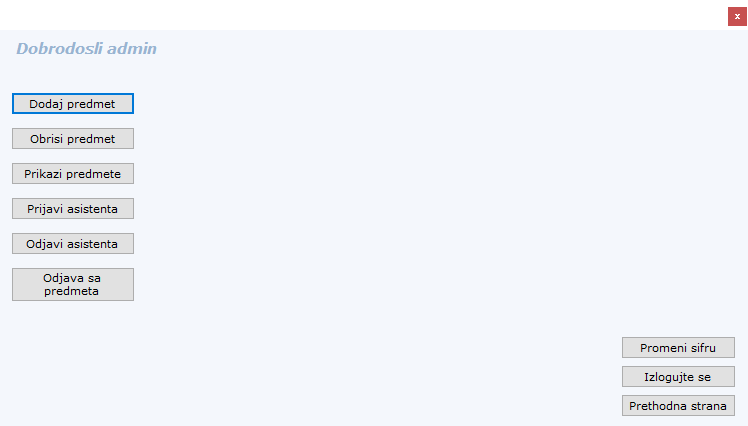 x
Dobrodosli admin
Dodaj predmet
Obrisi predmet
Prikazi predmete
Prijavi asistenta
Odjavi asistenta
Odjava sa
predmeta
Promeni sifru
Izlogujte se
Prethodna strana